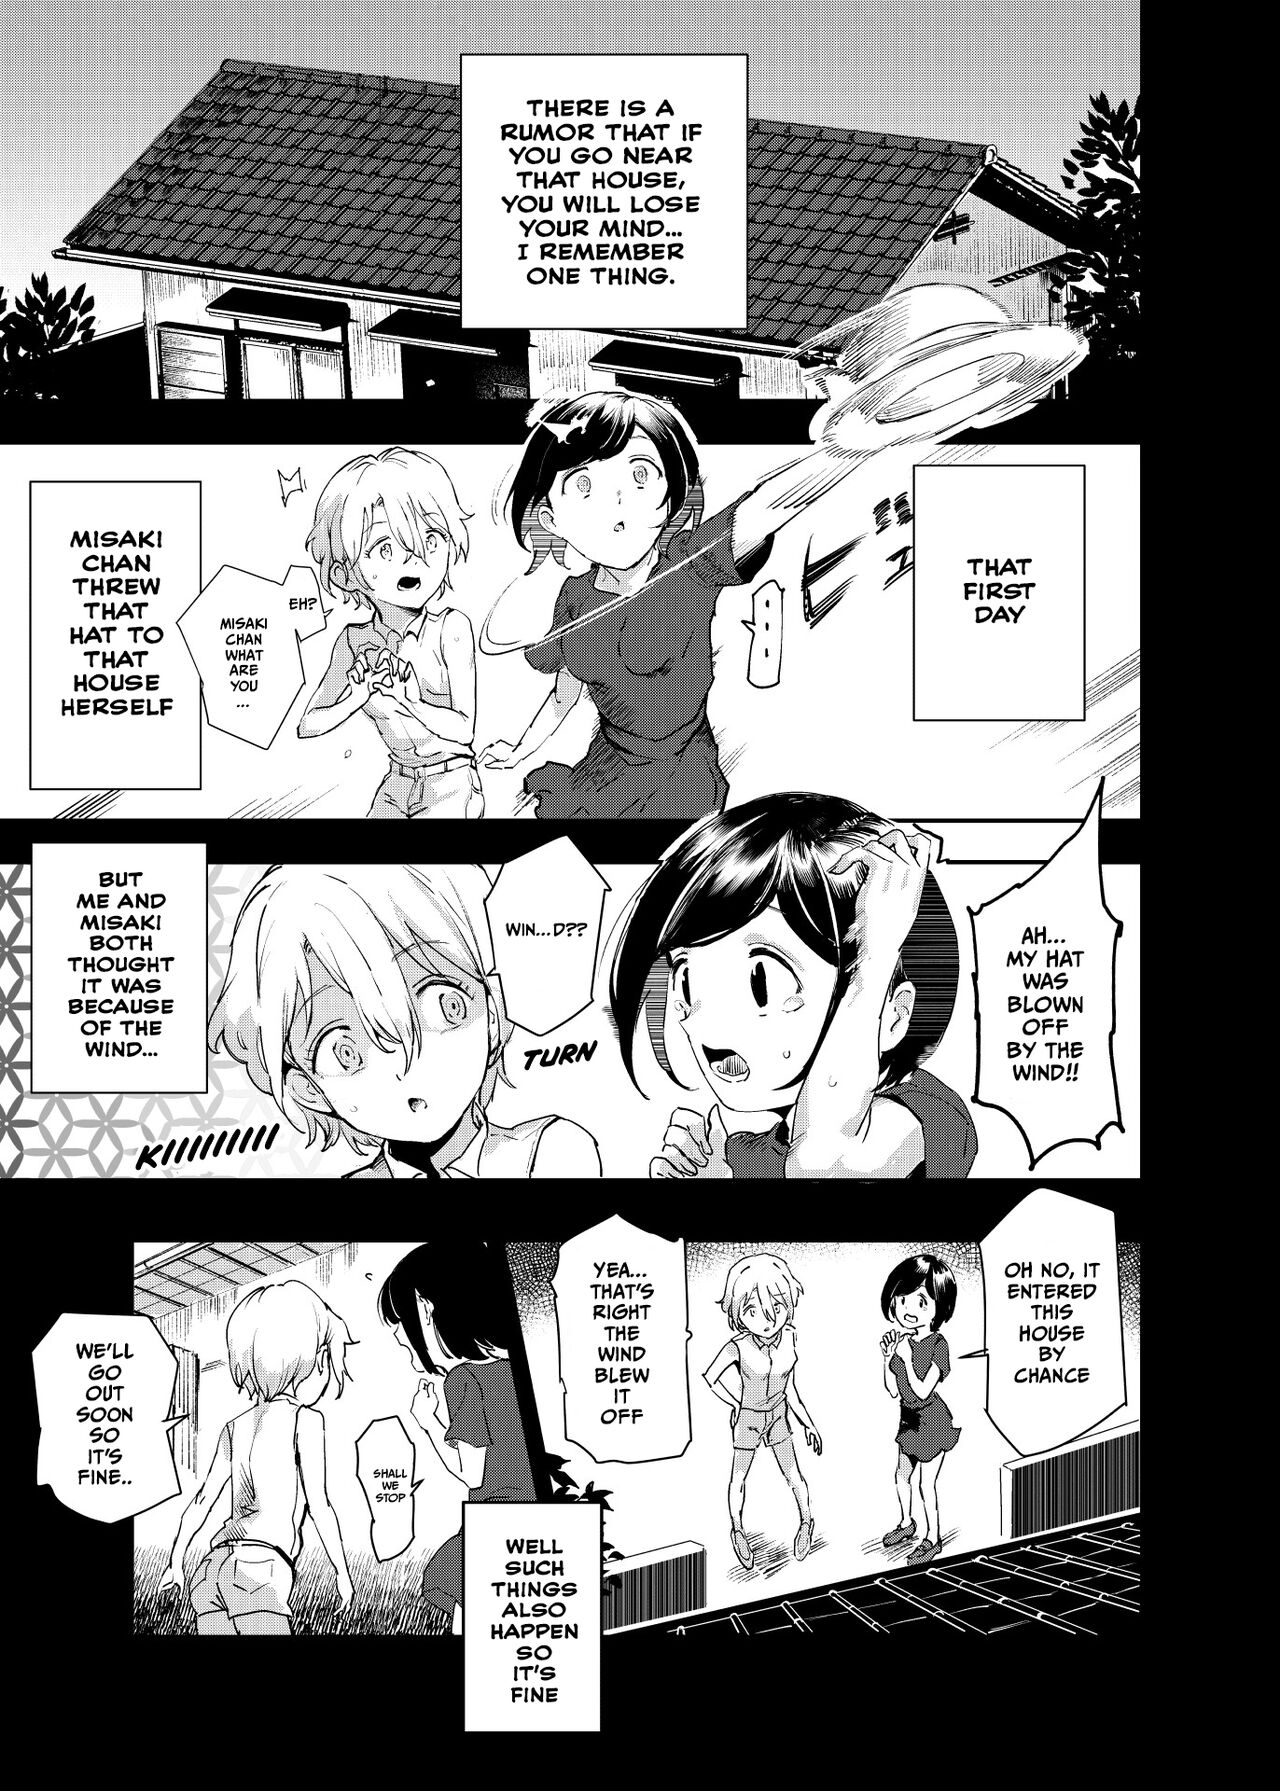 THERE IS A
RUMOR THAT IF
YOU GO NEAR
THAT HOUSE,
YOU WILL LOSE
YOUR MIND...
I REMEMBER
ONE THING.
THAT
FIRST
DAY
ビュ
EH?
MISAKI
CHAN WHAT
ARE
YOU
...
MISAKI
CHAN
THREW
THAT
HAT TO
THAT
HOUSE
HERSELF
AH...
MY HAT
WAS
BLOWN
OFF
BY THE
WIND!!
WIN...D??
TURN
KIIIIIIIII
BUT
ME AND
MISAKI
BOTH
THOUGHT
IT WAS
BECAUSE
OF THE
WIND...
OH NO, IT
ENTERED
THIS
HOUSE
BY
CHANCE
YEA...
THAT'S
RIGHT
THE
WIND
BLEW
IT
OFF
WELL
SUCH
THINGS
ALSO
HAPPEN
SO
IT'S
FINE
SHALL
WE
STOP
WE'LL
GO
OUT
SOON
SO
IT'S
FINE..